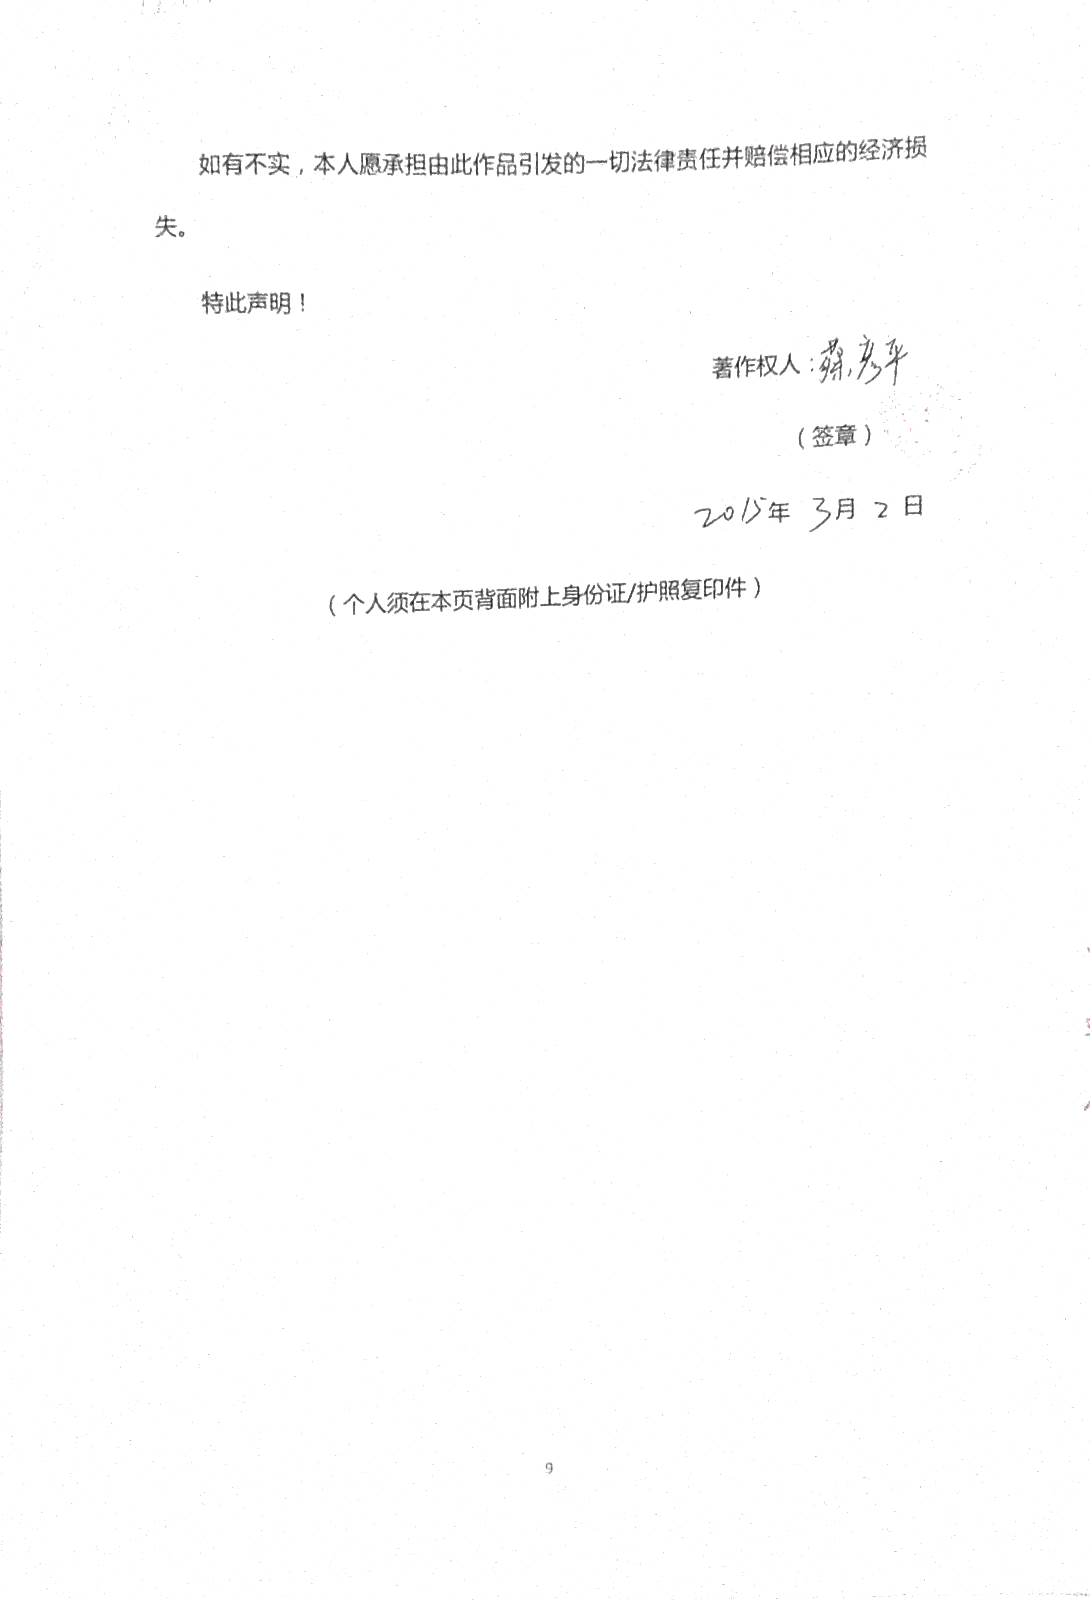 如有不实，本人愿承担由此作品引发的一切法律责任并赔偿相应的经济损
失。
特此声明！
著作权人：蔡彦平
（签章）
2015年 3月 2日
（个人须在本页背面附上身份证/护照复印件）
9